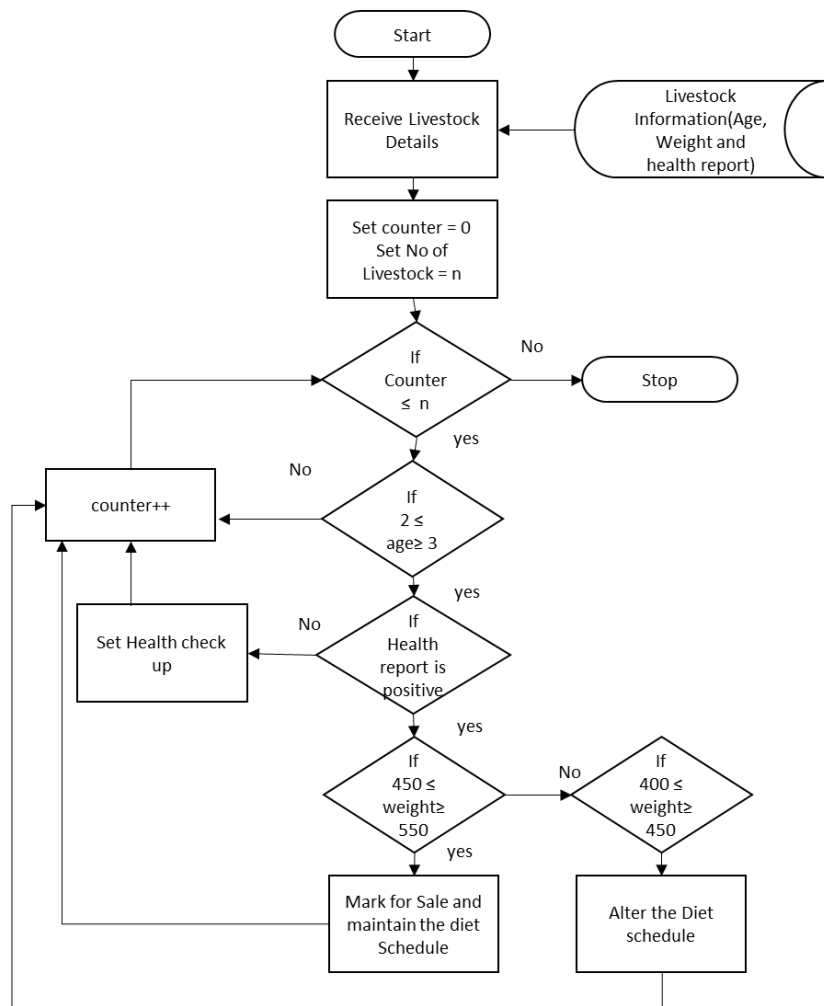 Start
Receive Livestock
Details
Livestock
Information(Age,
Weight and
health report)
Set counter = 0
Set No of
Livestock = n
If
Counter
≤ n
No
Stop
yes
counter++
No
If
2 ≤
age≥ 3
yes
Set Health check
up
No
If
Health
report is
positive
yes
If
450 ≤
weight≥
550
No
If
400 ≤
weight≥
450
yes
Mark for Sale and
maintain the diet
Schedule
Alter the Diet
schedule